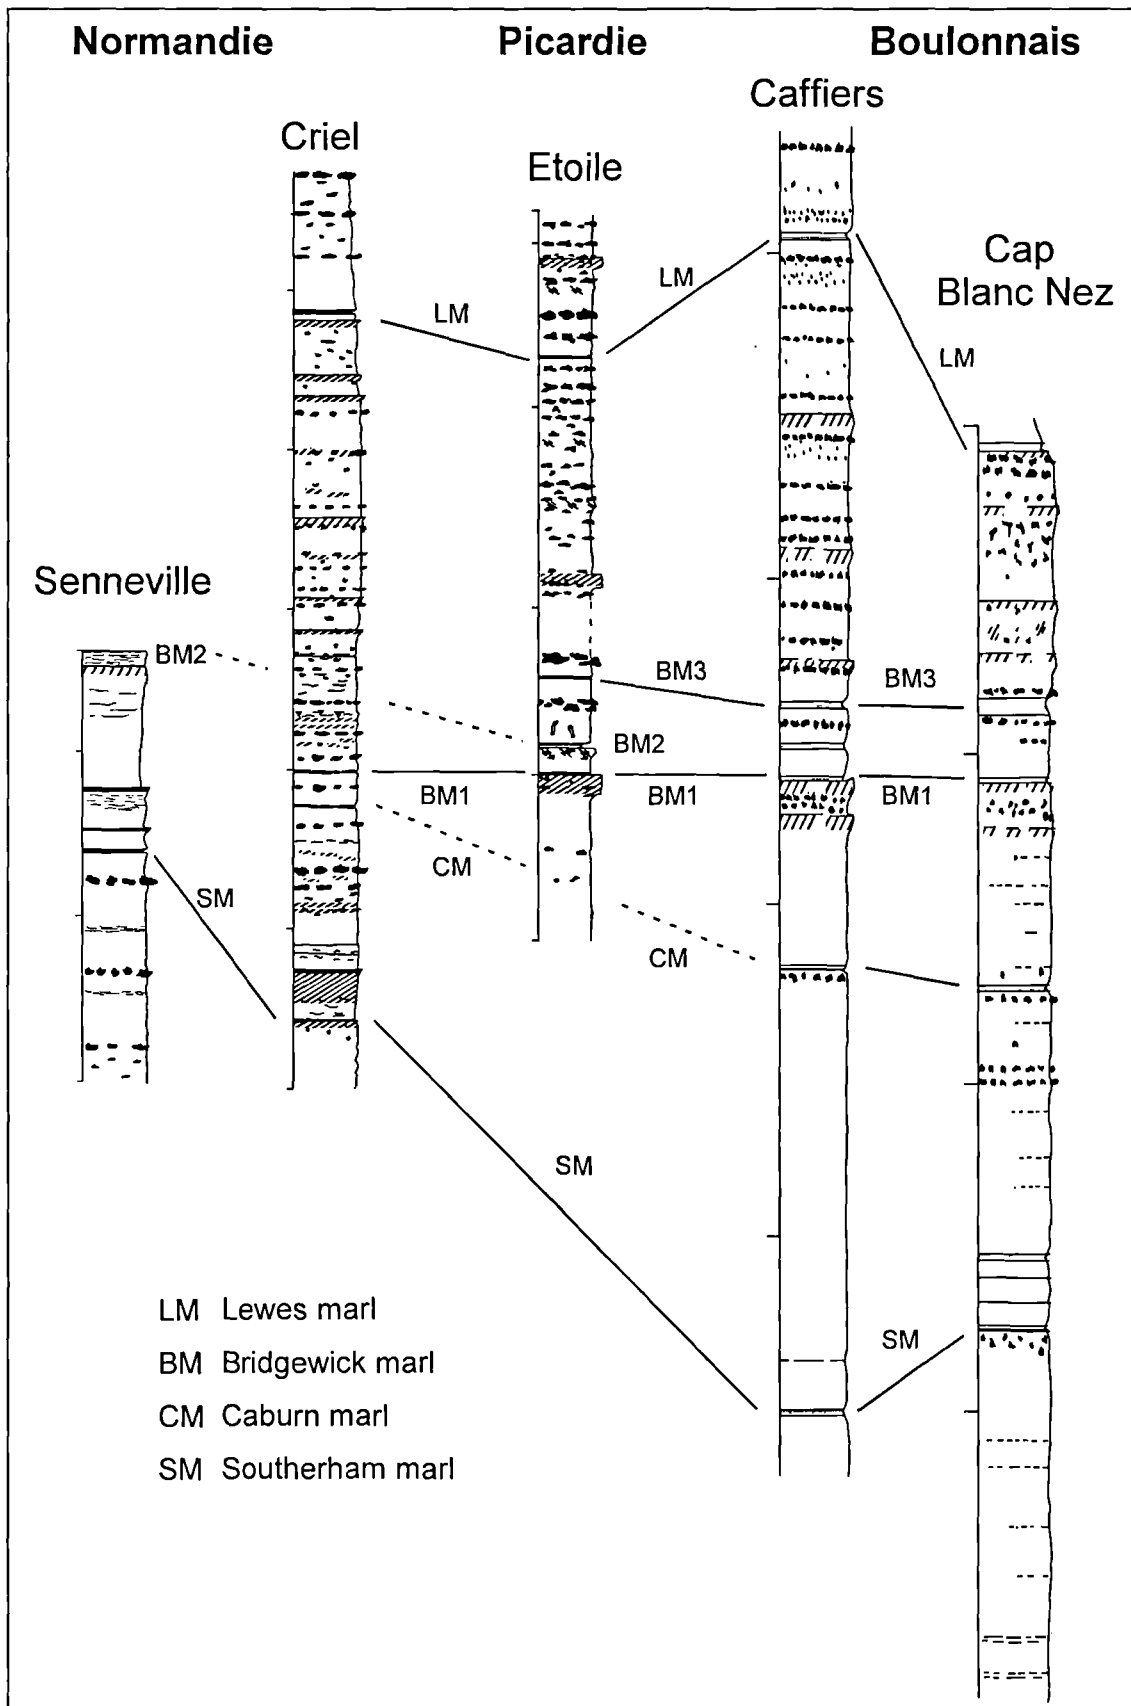 Normandie
Picardie
Boulonnais
Caffiers
Criel
Etoile
Cap
Blanc Nez
LM
LM
LM
Senneville
BM2
BM3
BM3
BM2
BM1
BM1
BM1
CM
SM
CM
SM
SM
LM Lewes marl
BM Bridgewick marl
CM Caburn marl
SM Southerham marl